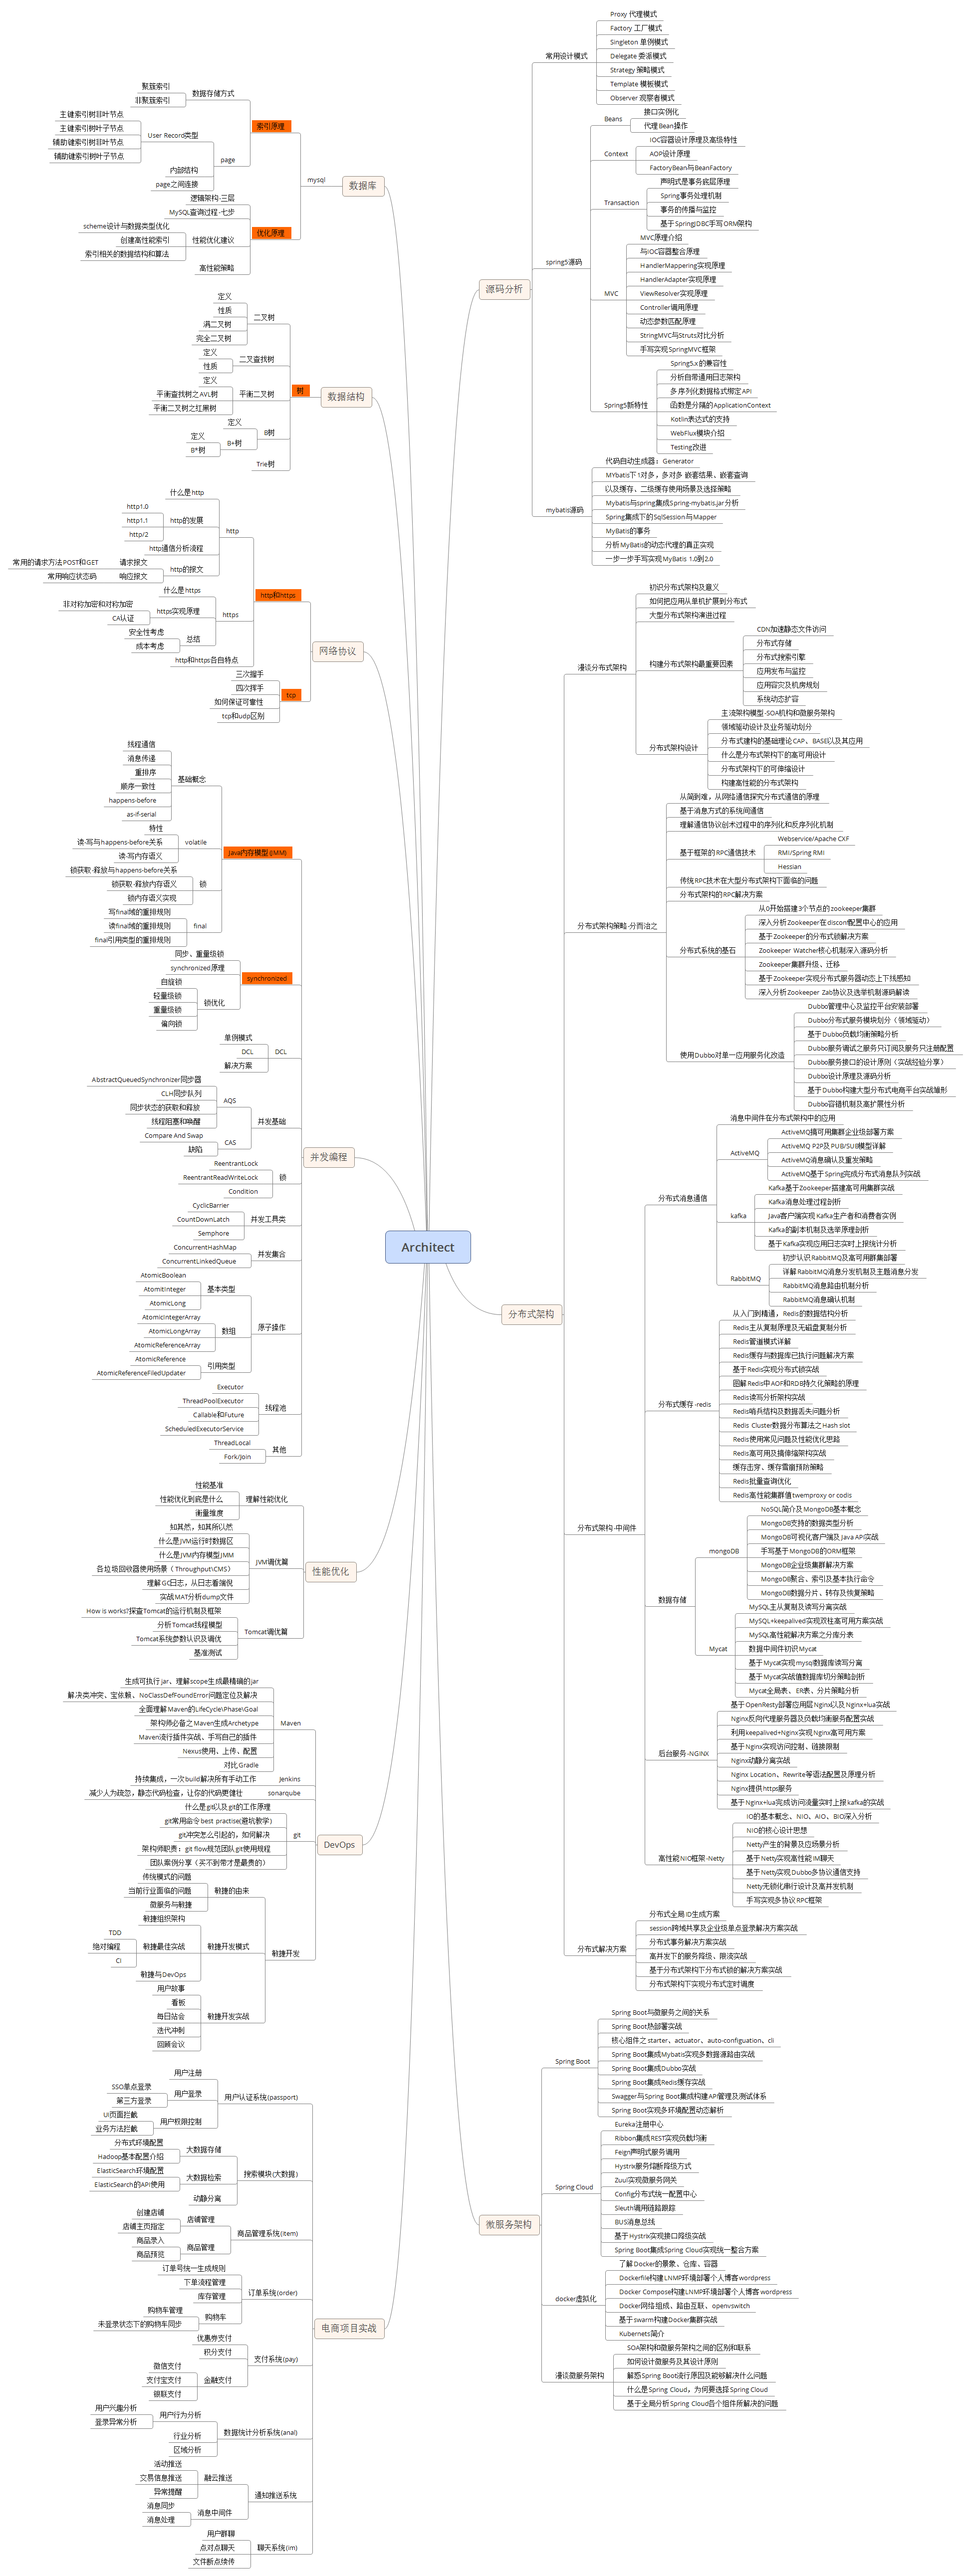 Architect
数据库
mysql
索引原理
数据存储方式
聚簇索引
非聚簇索引
page
User Record类型
主键索引树非叶节点
主键索引树叶子节点
辅助键索引树非叶节点
辅助键索引树叶子节点
内部结构
page之间连接
优化原理
逻辑架构-三层
MySQL查询过程-七步
性能优化建议
scheme设计与数据类型优化
创建高性能索引
索引相关的数据结构和算法
高性能策略
数据结构
树
二叉树
定义
性质
满二叉树
完全二叉树
二叉查找树
定义
性质
平衡二叉树
定义
平衡查找树之AVL树
平衡二叉树之红黑树
B树
定义
B+树
定义
B*树
Trie树
网络协议
http和https
http
什么是http
http的发展
http1.0
http1.1
http/2
http通信分析流程
http的报文
请求报文
常用的请求方法POST和GET
响应报文
常用响应状态码
https
什么是https
https实现原理
非对称加密和对称加密
CA认证
总结
安全性考虑
成本考虑
http和https各自特点
tcp
三次握手
四次挥手
如何保证可靠性
tcp和udp区别
并发编程
Java内存模型(JMM)
基础概念
线程通信
消息传递
重排序
顺序一致性
happens-before
as-if-serial
volatile
特性
读-写与happens-before关系
读-写内存语义
锁
锁获取-释放与happens-before关系
锁获取-释放内存语义
锁内存语义实现
final
写final域的重排规则
读final域的重排规则
final引用类型的重排规则
synchronized
同步、重量级锁
synchronized原理
锁优化
自旋锁
轻量级锁
重量级锁
偏向锁
DCL
单例模式
DCL
解决方案
并发基础
AQS
AbstractQueuedSynchronizer同步器
CLH同步队列
同步状态的获取和释放
线程阻塞和唤醒
CAS
Compare And Swap
缺陷
锁
ReentrantLock
ReentrantReadWriteLock
Condition
并发工具类
CyclicBarrier
CountDownLatch
Semphore
并发集合
ConcurrentHashMap
ConcurrentLinkedQueue
原子操作
基本类型
AtomicBoolean
AtomitInteger
AtomicLong
数组
AtomicIntegerArray
AtomicLongArray
AtomicReferenceArray
引用类型
AtomicReference
AtomicReferenceFiledUpdater
线程池
Executor
ThreadPoolExecutor
Callable和Future
ScheduledExecutorService
其他
ThreadLocal
Fork/Join
性能优化
理解性能优化
性能基准
性能优化到底是什么
衡量维度
JVM调优篇
知其然，知其所以然
什么是JVM运行时数据区
什么是JVM内存模型JMM
各垃圾回收器使用场景（Throughput\CMS）
理解GC日志，从日志看端倪
实战MAT分析dump文件
Tomcat调优篇
How is works?探查Tomcat的运行机制及框架
分析Tomcat线程模型
Tomcat系统参数认识及调优
基准测试
DevOps
Maven
生成可执行jar、理解scope生成最精确的jar
解决类冲突、宝依赖、NoClassDefFoundError问题定位及解决
全面理解Maven的LifeCycle\Phase\Goal
架构师必备之Maven生成Archetype
Maven流行插件实战、手写自己的插件
Nexus使用、上传、配置
对比Gradle
Jenkins
持续集成，一次build解决所有手动工作
sonarqube
减少人为疏忽，静态代码检查，让你的代码更健壮
git
什么是git以及git的工作原理
git常用命令best practise(避坑教学)
git冲突怎么引起的，如何解决
架构师职责：git flow规范团队git使用规程
团队案例分享（买不到带才是最贵的）
敏捷开发
敏捷的由来
传统模式的问题
当前行业面临的问题
微服务与敏捷
敏捷开发模式
敏捷组织架构
敏捷最佳实战
TDD
绝对编程
CI
敏捷与DevOps
敏捷开发实战
用户故事
看板
每日站会
迭代冲刺
回顾会议
电商项目实战
用户认证系统(passport)
用户注册
用户登录
SSO单点登录
第三方登录
用户权限控制
UI页面拦截
业务方法拦截
搜索模块(大数据)
大数据存储
分布式环境配置
Hadoop基本配置介绍
大数据检索
ElasticSearch环境配置
ElasticSearch的API使用
动静分离
商品管理系统(item)
店铺管理
创建店铺
店铺主页指定
商品管理
商品录入
商品预览
订单系统(order)
订单号统一生成规则
下单流程管理
库存管理
购物车
购物车管理
未登录状态下的购物车同步
支付系统(pay)
优惠券支付
积分支付
金融支付
微信支付
支付宝支付
银联支付
数据统计分析系统(anal)
用户行为分析
用户兴趣分析
登录异常分析
行业分析
区域分析
通知推送系统
融云推送
活动推送
交易信息推送
异常提醒
消息中间件
消息同步
消息处理
聊天系统(im)
用户群聊
点对点聊天
文件断点续传
源码分析
常用设计模式
Proxy 代理模式
Factory 工厂模式
Singleton 单例模式
Delegate 委派模式
Strategy 策略模式
Template 模板模式
Observer 观察者模式
spring5源码
Beans
接口实例化
代理Bean操作
Context
IOC容器设计原理及高级特性
AOP设计原理
FactoryBean与BeanFactory
Transaction
声明式是事务底层原理
Spring事务处理机制
事务的传播与监控
基于SpringJDBC手写ORM架构
MVC
MVC原理介绍
与IOC容器整合原理
HandlerMappering实现原理
HandlerAdapter实现原理
ViewResolver实现原理
Controller调用原理
动态参数匹配原理
StringMVC与Struts对比分析
手写实现SpringMVC框架
Spring5新特性
Spring5.x的兼容性
分析自带通用日志架构
多序列化数据格式绑定API
函数是分隔的ApplicationContext
Kotlin表达式的支持
WebFlux模块介绍
Testing改进
mybatis源码
代码自动生成器：Generator
MYbatis下1对多，多对多 嵌套结果、嵌套查询
以及缓存、二级缓存使用场景及选择策略
Mybatis与spring集成Spring-mybatis.jar分析
Spring集成下的SqlSession与Mapper
MyBatis的事务
分析MyBatis的动态代理的真正实现
一步一步手写实现MyBatis 1.0到2.0
分布式架构
漫谈分布式架构
初识分布式架构及意义
如何把应用从单机扩展到分布式
大型分布式架构演进过程
构建分布式架构最重要因素
CDN加速静态文件访问
分布式存储
分布式搜索引擎
应用发布与监控
应用容灾及机房规划
系统动态扩容
分布式架构设计
主流架构模型-SOA机构和微服务架构
领域驱动设计及业务驱动划分
分布式建构的基础理论CAP、BASE以及其应用
什么是分布式架构下的高可用设计
分布式架构下的可伸缩设计
构建高性能的分布式架构
分布式架构策略-分而治之
从简到难，从网络通信探究分布式通信的原理
基于消息方式的系统间通信
理解通信协议创术过程中的序列化和反序列化机制
基于框架的RPC通信技术
Webservice/Apache CXF
RMI/Spring RMI
Hessian
传统RPC技术在大型分布式架构下面临的问题
分布式架构的RPC解决方案
分布式系统的基石
从0开始搭建3个节点的zookeeper集群
深入分析Zookeeper在disconf配置中心的应用
基于Zookeeper的分布式锁解决方案
Zookeeper Watcher核心机制深入源码分析
Zookeeper集群升级、迁移
基于Zookeeper实现分布式服务器动态上下线感知
深入分析Zookeeper Zab协议及选举机制源码解读
使用Dubbo对单一应用服务化改造
Dubbo管理中心及监控平台安装部署
Dubbo分布式服务模块划分（领域驱动）
基于Dubbo负载均衡策略分析
Dubbo服务调试之服务只订阅及服务只注册配置
Dubbo服务接口的设计原则（实战经验分享）
Dubbo设计原理及源码分析
基于Dubbo构建大型分布式电商平台实战雏形
Dubbo容错机制及高扩展性分析
分布式架构-中间件
分布式消息通信
消息中间件在分布式架构中的应用
ActiveMQ
ActiveMQ搞可用集群企业级部署方案
ActiveMQ P2P及PUB/SUB模型详解
ActiveMQ消息确认及重发策略
ActiveMQ基于Spring完成分布式消息队列实战
kafka
Kafka基于Zookeeper搭建高可用集群实战
Kafka消息处理过程剖析
Java客户端实现Kafka生产者和消费者实例
Kafka的副本机制及选举原理剖析
基于Kafka实现应用日志实时上报统计分析
RabbitMQ
初步认识RabbitMQ及高可用群集部署
详解RabbitMQ消息分发机制及主题消息分发
RabbitMQ消息路由机制分析
RabbitMQ消息确认机制
分布式缓存-redis
从入门到精通，Redis的数据结构分析
Redis主从复制原理及无磁盘复制分析
Redis管道模式详解
Redis缓存与数据库已执行问题解决方案
基于Redis实现分布式锁实战
图解Redis中AOF和RDB持久化策略的原理
Redis读写分析架构实战
Redis哨兵结构及数据丢失问题分析
Redis Cluster数据分布算法之Hash slot
Redis使用常见问题及性能优化思路
Redis高可用及搞伸缩架构实战
缓存击穿、缓存雪崩预防策略
Redis批量查询优化
Redis高性能集群值twemproxy or codis
数据存储
mongoDB
NoSQL简介及MongoDB基本概念
MongoDB支持的数据类型分析
MongoDB可视化客户端及Java API实战
手写基于MongoDB的ORM框架
MongoDB企业级集群解决方案
MongoDB聚合、索引及基本执行命令
MongoDB数据分片、转存及恢复策略
Mycat
MySQL主从复制及读写分离实战
MySQL+keepalived实现双柱高可用方案实战
MySQL高性能解决方案之分库分表
数据中间件初识Mycat
基于Mycat实现mysql数据库读写分离
基于Mycat实战值数据库切分策略剖析
Mycat全局表、ER表、分片策略分析
后台服务-NGINX
基于OpenResty部署应用层Nginx以及Nginx+lua实战
Nginx反向代理服务器及负载均衡服务配置实战
利用keepalived+Nginx实现Nginx高可用方案
基于Nginx实现访问控制、链接限制
Nginx动静分离实战
Nginx Location、Rewrite等语法配置及原理分析
Nginx提供https服务
基于Nginx+lua完成访问流量实时上报kafka的实战
高性能NIO框架-Netty
IO的基本概念、NIO、AIO、BIO深入分析
NIO的核心设计思想
Netty产生的背景及应场景分析
基于Netty实现高性能IM聊天
基于Netty实现Dubbo多协议通信支持
Netty无锁化串行设计及高并发机制
手写实现多协议RPC框架
分布式解决方案
分布式全局ID生成方案
session跨域共享及企业级单点登录解决方案实战
分布式事务解决方案实战
高并发下的服务降级、限流实战
基于分布式架构下分布式锁的解决方案实战
分布式架构下实现分布式定时调度
微服务架构
Spring Boot
Spring Boot与微服务之间的关系
Spring Boot热部署实战
核心组件之starter、actuator、auto-configuation、cli
Spring Boot集成Mybatis实现多数据源路由实战
Spring Boot集成Dubbo实战
Spring Boot集成Redis缓存实战
Swagger与Spring Boot集成构建API管理及测试体系
Spring Boot实现多环境配置动态解析
Spring Cloud
Eureka注册中心
Ribbon集成REST实现负载均衡
Feign声明式服务调用
Hystrix服务熔断降级方式
Zuul实现微服务网关
Config分布式统一配置中心
Sleuth调用链路跟踪
BUS消息总线
基于Hystrix实现接口降级实战
Spring Boot集成Spring Cloud实现统一整合方案
docker虚拟化
了解Docker的景象、仓库、容器
Dockerfile构建LNMP环境部署个人博客wordpress
Docker Compose构建LNMP环境部署个人博客wordpress
Docker网络组成、路由互联、openvswitch
基于swarm构建Docker集群实战
Kubernets简介
漫谈微服务架构
SOA架构和微服务架构之间的区别和联系
如何设计微服务及其设计原则
解惑Spring Boot流行原因及能够解决什么问题
什么是Spring Cloud，为何要选择Spring Cloud
基于全局分析Spring Cloud各个组件所解决的问题